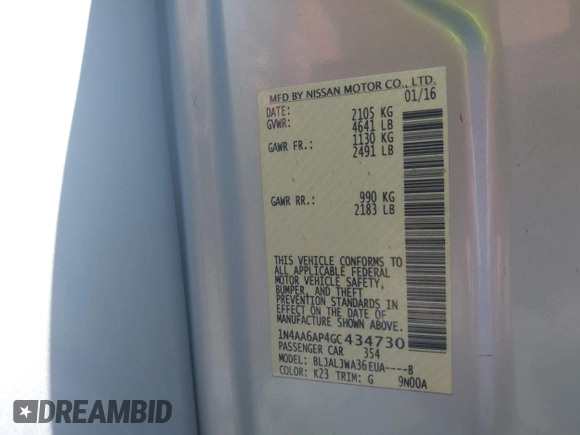 MFD BY NISSAN MOTOR CO., LTD.
DATE: 01/16
GVWR: 2105 KG
4641 LB
GAWR FR.: 1130 KG
2491 LB
GAWR RR.: 990 KG
2183 LB
THIS VEHICLE CONFORMS TO
ALL APPLICABLE FEDERAL
MOTOR VEHICLE SAFETY,
BUMPER, AND THEFT
PREVENTION STANDARDS IN
EFFECT ON THE DATE OF
MANUFACTURE SHOWN ABOVE.
1N4AA6AP4GC434730
PASSENGER CAR 354
MODEL: BLJALJWA36EUA----B
COLOR: K23 TRIM: G 9N00A
DREAMBID